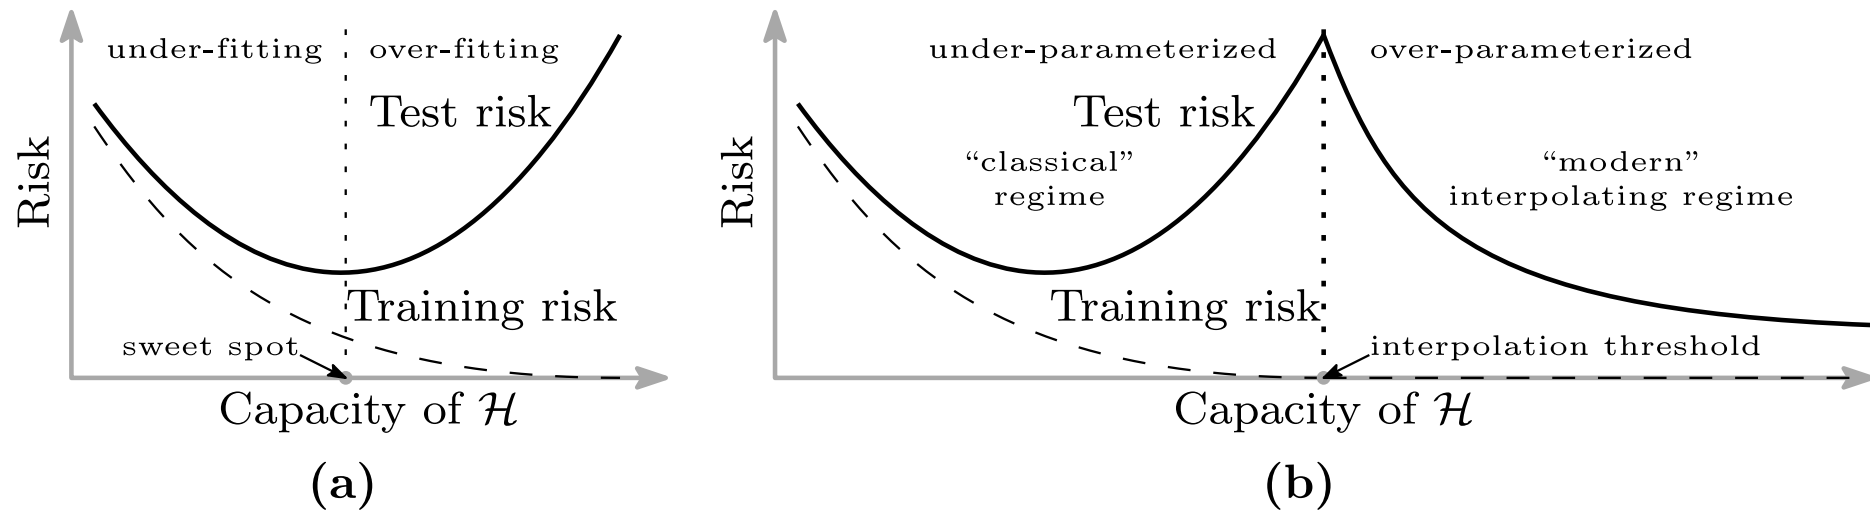 under-fitting
over-fitting
Test risk
Risk
Training risk
sweet spot
Capacity of ℋ
(a)
under-parameterized
over-parameterized
Test risk
“classical”
regime
“modern”
interpolating regime
Risk
Training risk
interpolation threshold
Capacity of ℋ
(b)